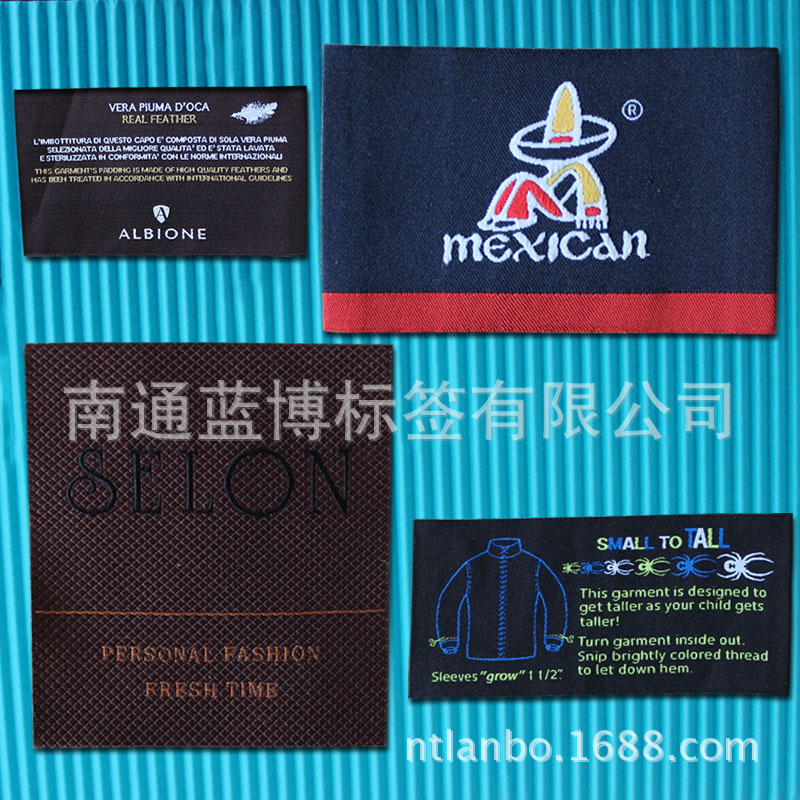 VERA PIUMA D'OCA
REAL FEATHER
L'IMBOTTITURA DI QUESTO CAPO E' COMPOSTA DI SOLA VERA PIUMA
SELEZIONATA DELLA MIGLIORE QUALITA' ED E' STATA LAVATA
E STERILIZZATA IN CONFORMITA' CON LE NORME INTERNAZIONALI
THIS GARMENT'S PADDING IS MADE OF HIGH QUALITY FEATHERS AND
HAS BEEN TREATED IN ACCORDANCE WITH INTERNATIONAL GUIDELINES
A
ALBIONE
®
MEXICAN
南通蓝博标签有限公司
SELON
PERSONAL FASHION
FRESH TIME
SMALL TO TALL
This garment is designed to
get taller as your child gets
taller!
Turn garment inside out.
Snip brightly colored thread
to let down hem.
Sleeves "grow" 1 1/2".
ntlanbo.1688.com